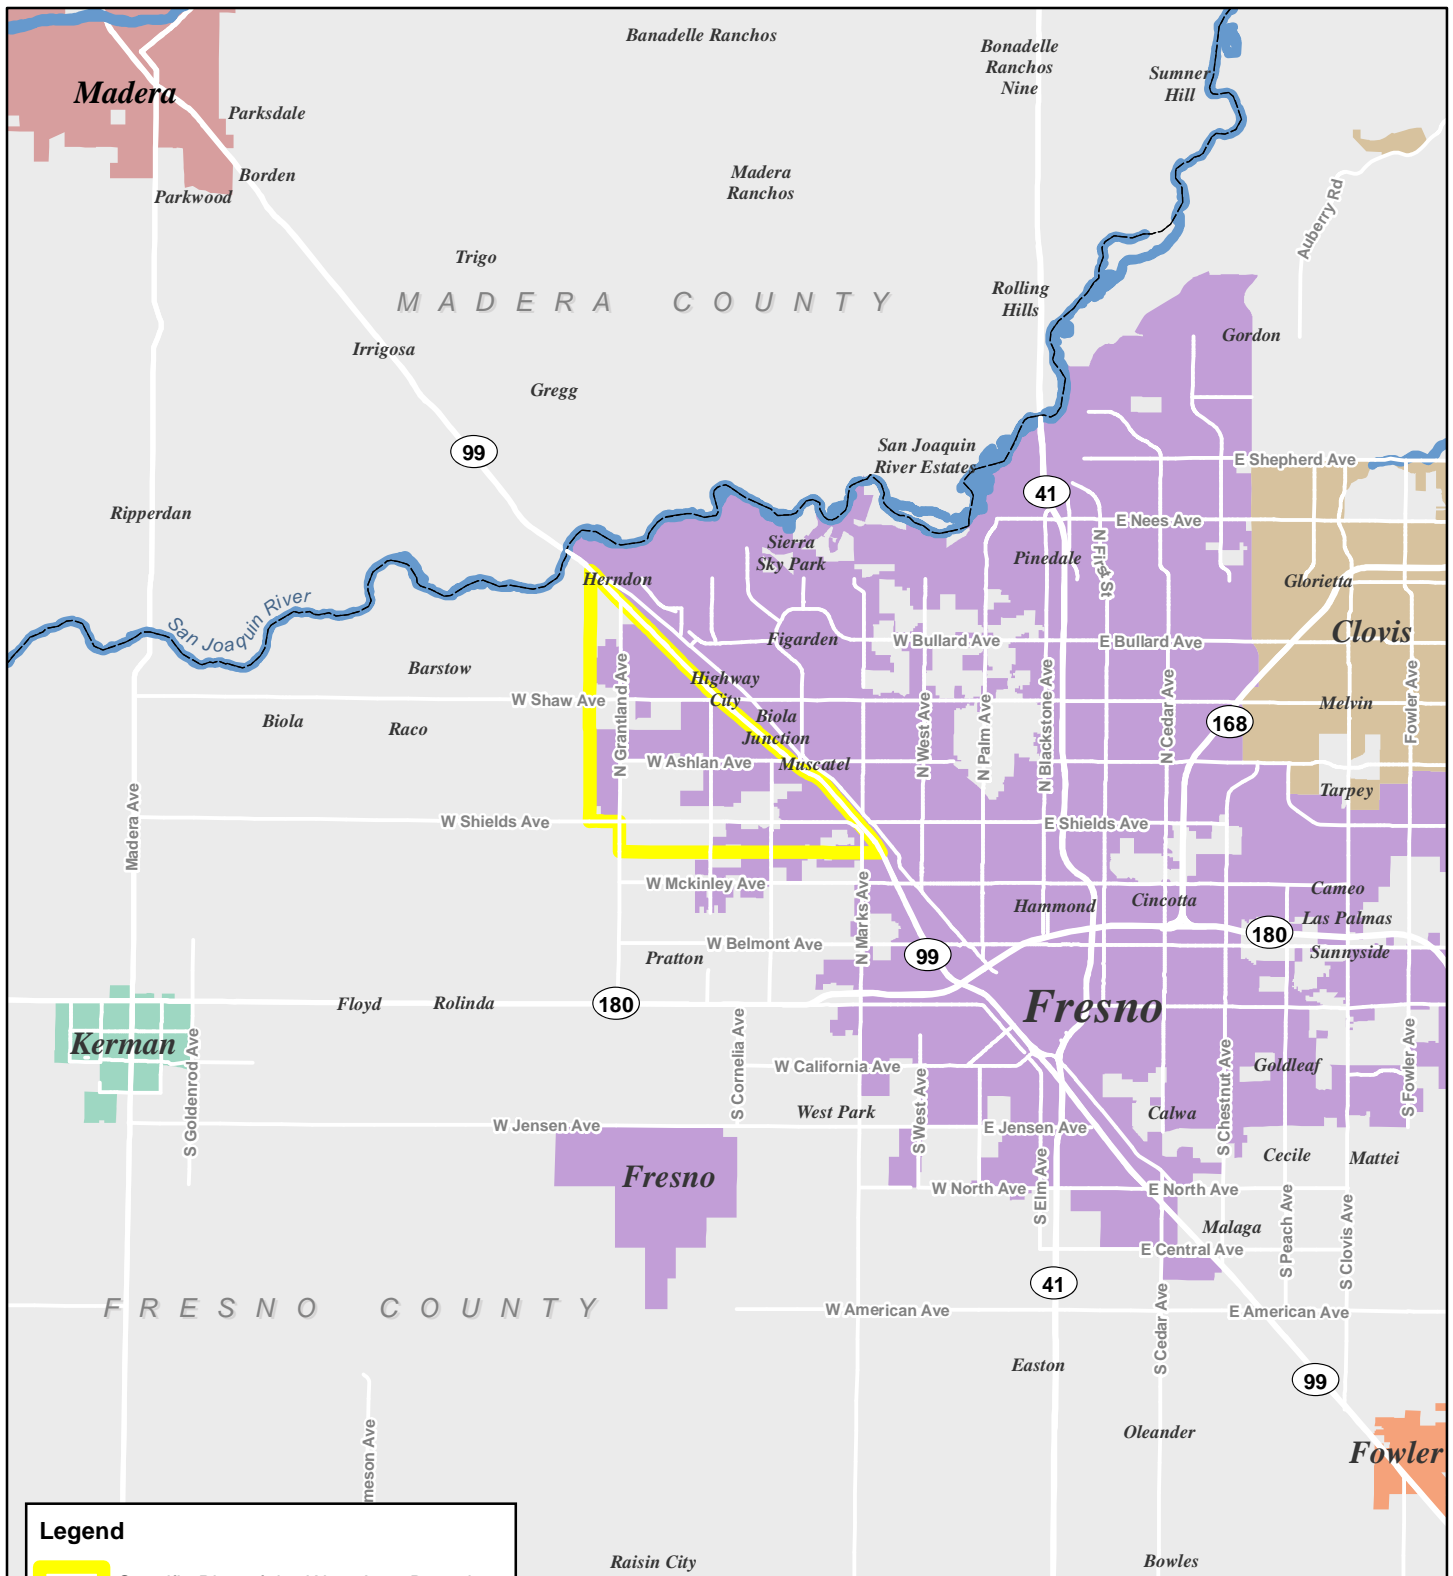 Banadelle Ranchos
Bonadelle
Ranchos
Nine
Sumner
Hill
Madera
Parksdale
Borden
Parkwood
Madera
Ranchos
Auberry Rd
Trigo
MADERA COUNTY
Rolling
Hills
Gordon
Irrigosa
Gregg
99
San Joaquin
River Estates
E Shepherd Ave
41
Ripperdan
E Nees Ave
Sierra
Sky Park
Pinedale
N First St
Herndon
Glorietta
San Joaquin River
Figarden
W Bullard Ave
E Bullard Ave
Clovis
Barstow
Highway
City
W Shaw Ave
N Grantland Ave
Biola
Raco
Biola
Junction
Melvin
168
Fowler Ave
N West Ave
N Palm Ave
N Blackstone Ave
N Cedar Ave
W Ashlan Ave
Muscatel
Tarpey
Madera Ave
W Shields Ave
E Shields Ave
W Mckinley Ave
Cameo
Hammond
Cincotta
Las Palmas
N Marks Ave
W Belmont Ave
180
Sunnyside
Pratton
99
Floyd
Rolinda
180
Fresno
Kerman
S Goldenrod Ave
S Cornelia Ave
W California Ave
Goldleaf
S Fowler Ave
West Park
S West Ave
Calwa
S Chestnut Ave
W Jensen Ave
E Jensen Ave
Cecile
Mattei
Fresno
W North Ave
S Elm Ave
E North Ave
Malaga
S Peach Ave
S Clovis Ave
E Central Ave
41
FRESNO COUNTY
W American Ave
E American Ave
S Cedar Ave
Easton
99
Oleander
Fowler
meson Ave
Legend
Raisin City
Bowles